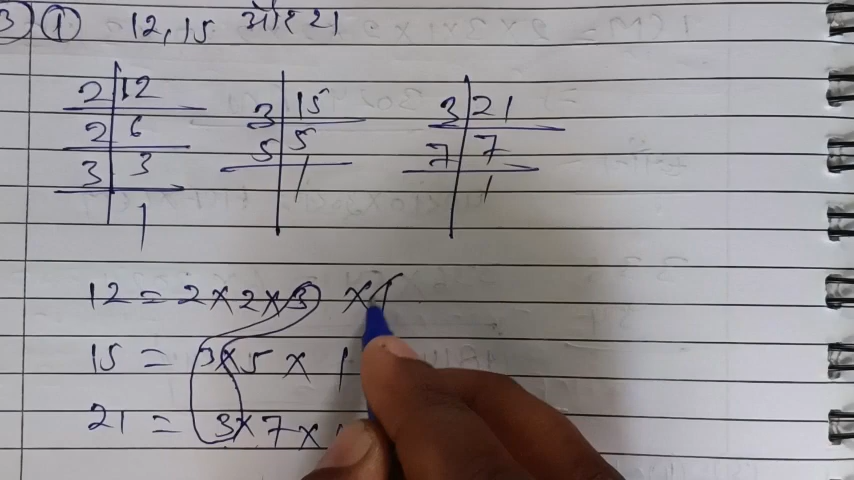 3 1 12, 15 और 21
2 12 3 15 3 21
2 6 5 5 7 7
3 3 1 1
1
12 = 2 × 2 × 3 × 1
15 = 3 × 5 × 1
21 = 3 × 7 ×